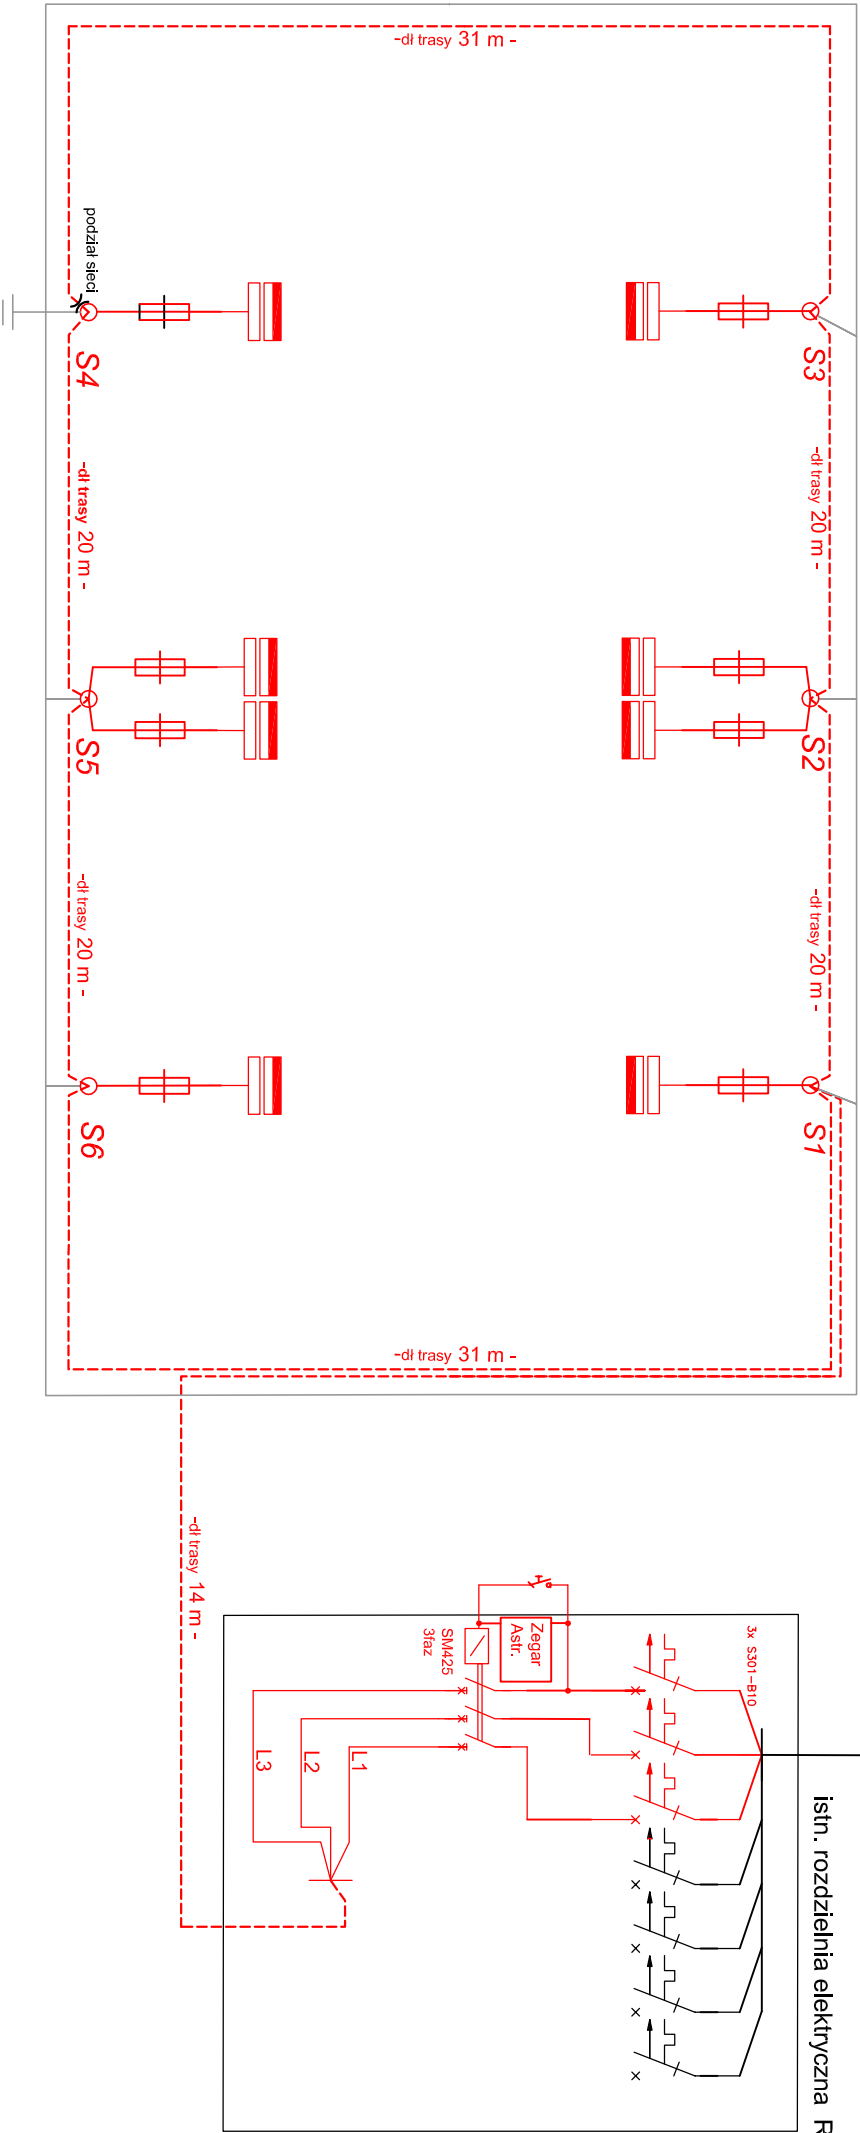 -dł trasy 31 m -
podział sieci
S4
S3
-dł trasy 20 m -
-dł trasy 20 m -
S5
S2
-dł trasy 20 m -
-dł trasy 20 m -
S6
S1
-dł trasy 31 m -
-dł trasy 14 m -
3x S301-B10
Zegar
Astr.
SM425
3faz
L1
L2
L3
istn. rozdzielnia elektryczna R